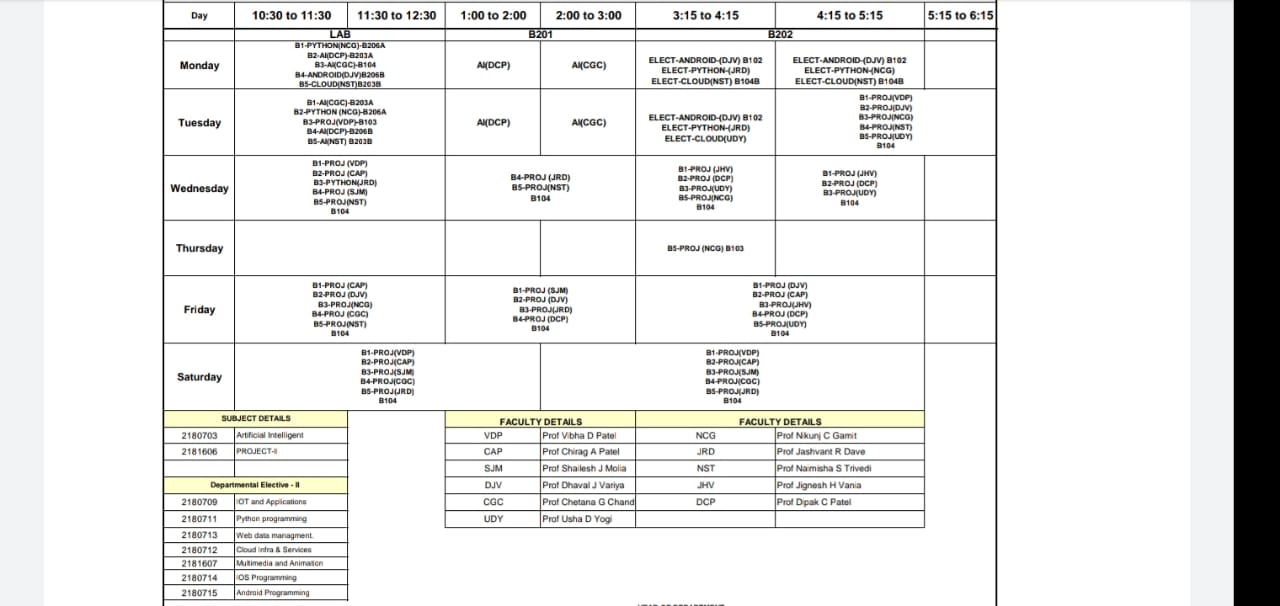 Day 10:30 to 11:30 11:30 to 12:30 1:00 to 2:00 2:00 to 3:00 3:15 to 4:15 4:15 to 5:15 5:15 to 6:15
LAB B201 B202
Monday
B1-PYTHON(NCG)-B206A
B2-AI(DCP)-B203A
B3-AI(CGC)-B104
B4-ANDROID(DJV)B206B
B5-CLOUD(NST)B203B
AI(DCP)
AI(CGC)
ELECT-ANDROID-(DJV) B102
ELECT-PYTHON-(JRD)
ELECT-CLOUD(NST) B104B
ELECT-ANDROID-(DJV) B102
ELECT-PYTHON-(NCG)
ELECT-CLOUD(NST) B104B
Tuesday
B1-AI(CGC)-B203A
B2-PYTHON (NCG)-B206A
B3-PROJ(VDP)-B103
B4-AI(DCP)-B206B
B5-AI(NST) B203B
AI(DCP)
AI(CGC)
ELECT-ANDROID-(DJV) B102
ELECT-PYTHON-(JRD)
ELECT-CLOUD(UDY)
B1-PROJ(VDP)
B2-PROJ(DJV)
B3-PROJ(NCG)
B4-PROJ(NST)
B5-PROJ(UDY)
B104
Wednesday
B1-PROJ (VDP)
B2-PROJ (CAP)
B3-PYTHON(JRD)
B4-PROJ (SJM)
B5-PROJ(NST)
B104
B4-PROJ (JRD)
B5-PROJ(NST)
B104
B1-PROJ (JHV)
B2-PROJ (DCP)
B3-PROJ(UDY)
B5-PROJ(NCG)
B104
B1-PROJ (JHV)
B2-PROJ (DCP)
B3-PROJ(UDY)
B104
Thursday
B5-PROJ (NCG) B103
Friday
B1-PROJ (CAP)
B2-PROJ (DJV)
B3-PROJ(NCG)
B4-PROJ (CGC)
B5-PROJ(NST)
B104
B1-PROJ (SJM)
B2-PROJ (DJV)
B3-PROJ(JRD)
B4-PROJ (DCP)
B104
B1-PROJ (DJV)
B2-PROJ (CAP)
B3-PROJ(JHV)
B4-PROJ (DCP)
B5-PROJ(UDY)
B104
Saturday
B1-PROJ(VDP)
B2-PROJ(CAP)
B3-PROJ(SJM)
B4-PROJ(CGC)
B5-PROJ(JRD)
B104
B1-PROJ(VDP)
B2-PROJ(CAP)
B3-PROJ(SJM)
B4-PROJ(CGC)
B5-PROJ(JRD)
B104
SUBJECT DETAILS
2180703 Artificial Intelligent
2181606 PROJECT-II
Departmental Elective - II
2180709 IOT and Applications
2180711 Python programming
2180713 Web data managment.
2180712 Cloud Infra & Services
2181607 Multimedia and Animation
2180714 IOS Programming
2180715 Android Programming
FACULTY DETAILS FACULTY DETAILS
VDP Prof Vibha D Patel NCG Prof Nikunj C Gamit
CAP Prof Chirag A Patel JRD Prof Jashvant R Dave
SJM Prof Shailesh J Molia NST Prof Naimisha S Trivedi
DJV Prof Dhaval J Variya JHV Prof Jignesh H Vania
CGC Prof Chetana G Chand DCP Prof Dipak C Patel
UDY Prof Usha D Yogi